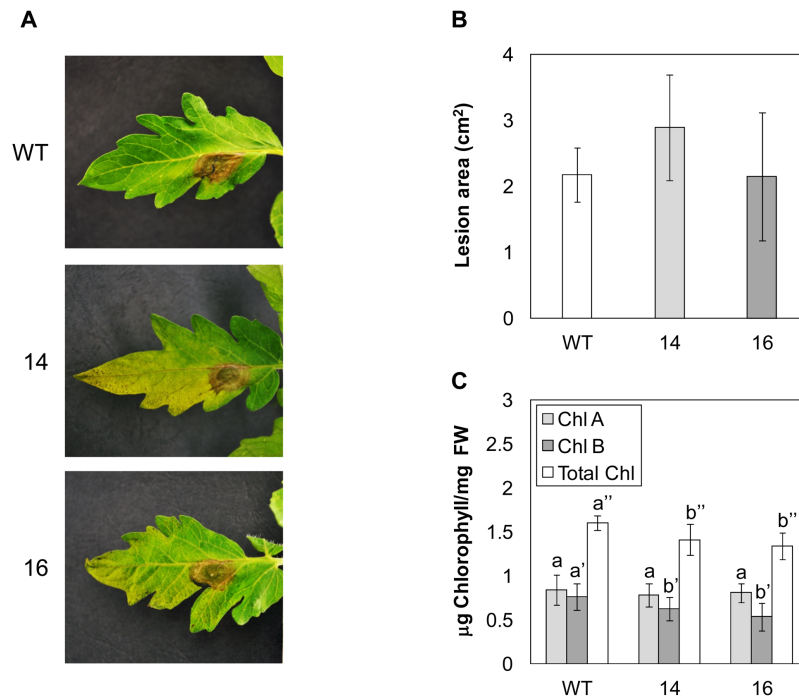 A
WT
14
16
B
Lesion area (cm²)
4
3
2
1
0
WT 14 16
C
µg Chlorophyll/mg FW
3
2.5
2
1.5
1
0.5
0
Chl A
Chl B
Total Chl
a a’ a’’
a b’ b’’
a b’ b’’
WT 14 16